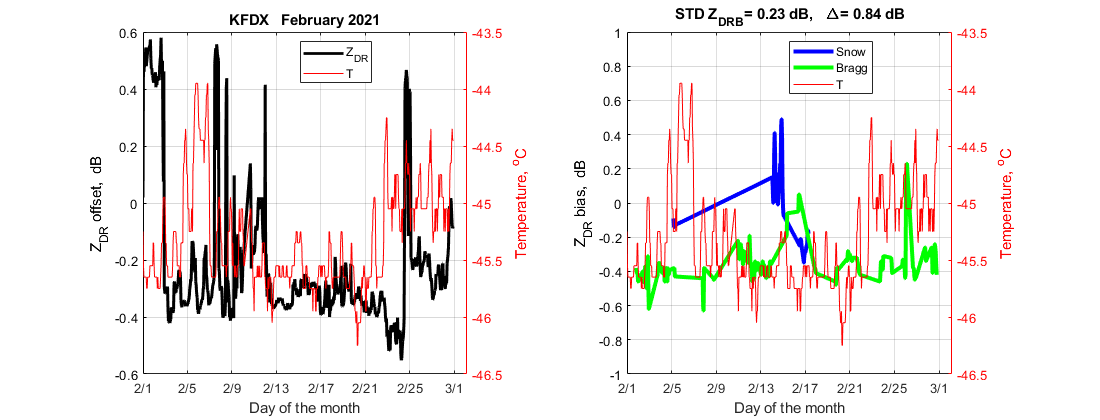 KFDX February 2021
0.6
0.4
0.2
0
-0.2
-0.4
-0.6
Z_DR offset, dB
Z_DR
T
-43.5
-44
-44.5
-45
-45.5
-46
-46.5
Temperature, °C
2/1 2/5 2/9 2/13 2/17 2/21 2/25 3/1
Day of the month
STD Z_DRB = 0.23 dB, Δ = 0.84 dB
1
0.8
0.6
0.4
0.2
0
-0.2
-0.4
-0.6
-0.8
-1
Z_DR bias, dB
Snow
Bragg
T
-43.5
-44
-44.5
-45
-45.5
-46
-46.5
Temperature, °C
2/1 2/5 2/9 2/13 2/17 2/21 2/25 3/1
Day of the month